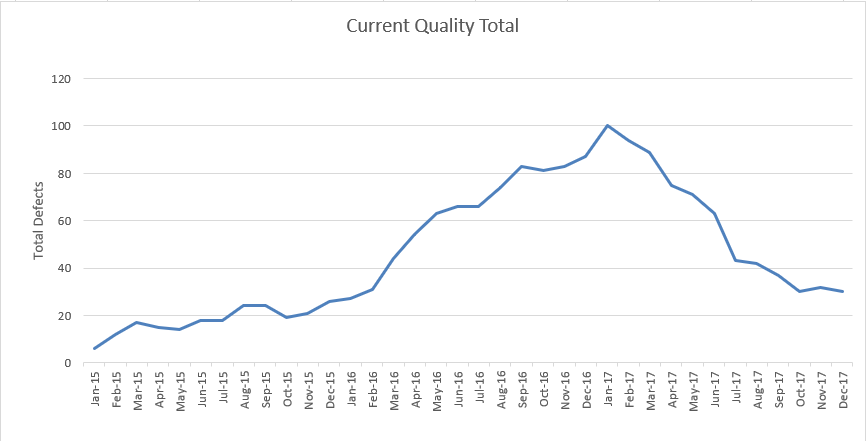 Current Quality Total
120
100
80
60
40
20
0
Total Defects
Jan-15
Feb-15
Mar-15
Apr-15
May-15
Jun-15
Jul-15
Aug-15
Sep-15
Oct-15
Nov-15
Dec-15
Jan-16
Feb-16
Mar-16
Apr-16
May-16
Jun-16
Jul-16
Aug-16
Sep-16
Oct-16
Nov-16
Dec-16
Jan-17
Feb-17
Mar-17
Apr-17
May-17
Jun-17
Jul-17
Aug-17
Sep-17
Oct-17
Nov-17
Dec-17